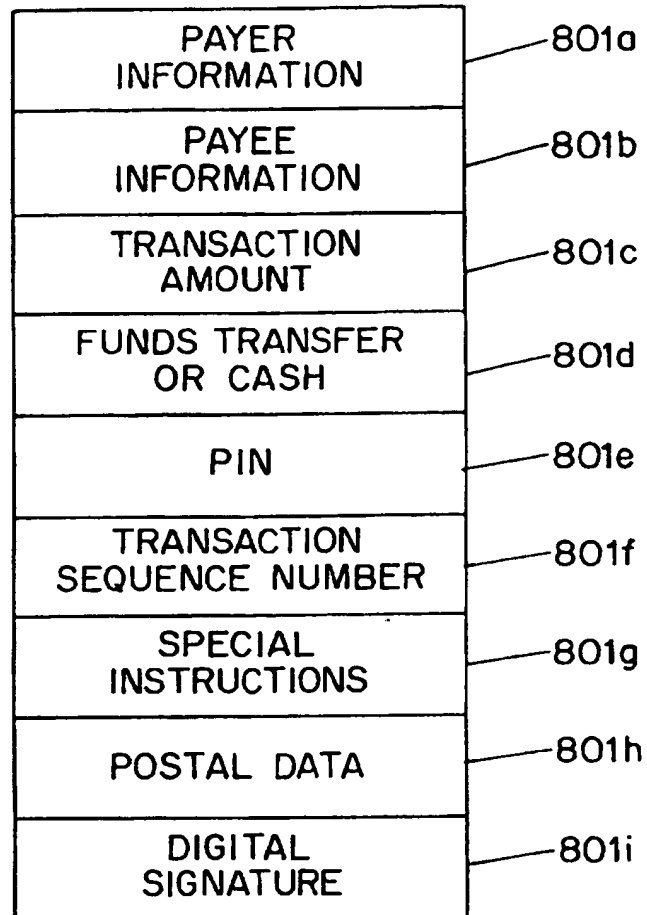 PAYER
INFORMATION
801a
PAYEE
INFORMATION
801b
TRANSACTION
AMOUNT
801c
FUNDS TRANSFER
OR CASH
801d
PIN
801e
TRANSACTION
SEQUENCE NUMBER
801f
SPECIAL
INSTRUCTIONS
801g
POSTAL DATA
801h
DIGITAL
SIGNATURE
801i